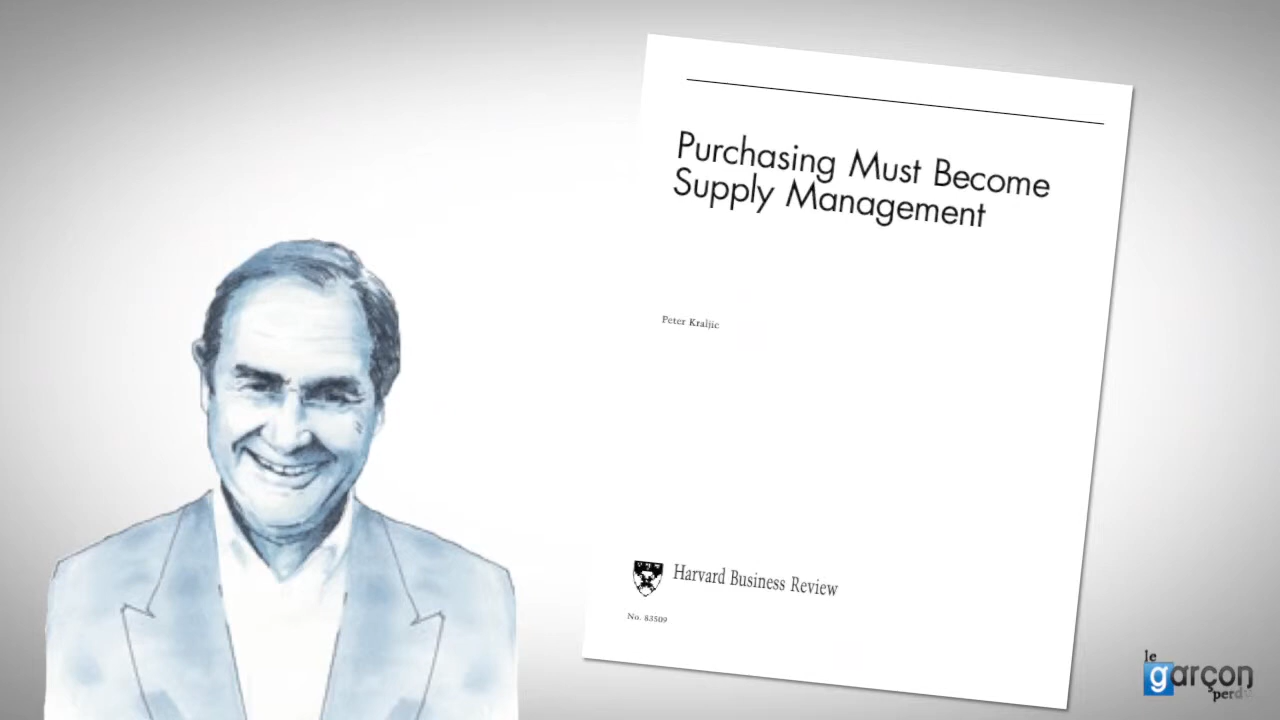 Purchasing Must Become
Supply Management
Peter Kraljic
Harvard Business Review
No. 83509
le
garçon
perdu